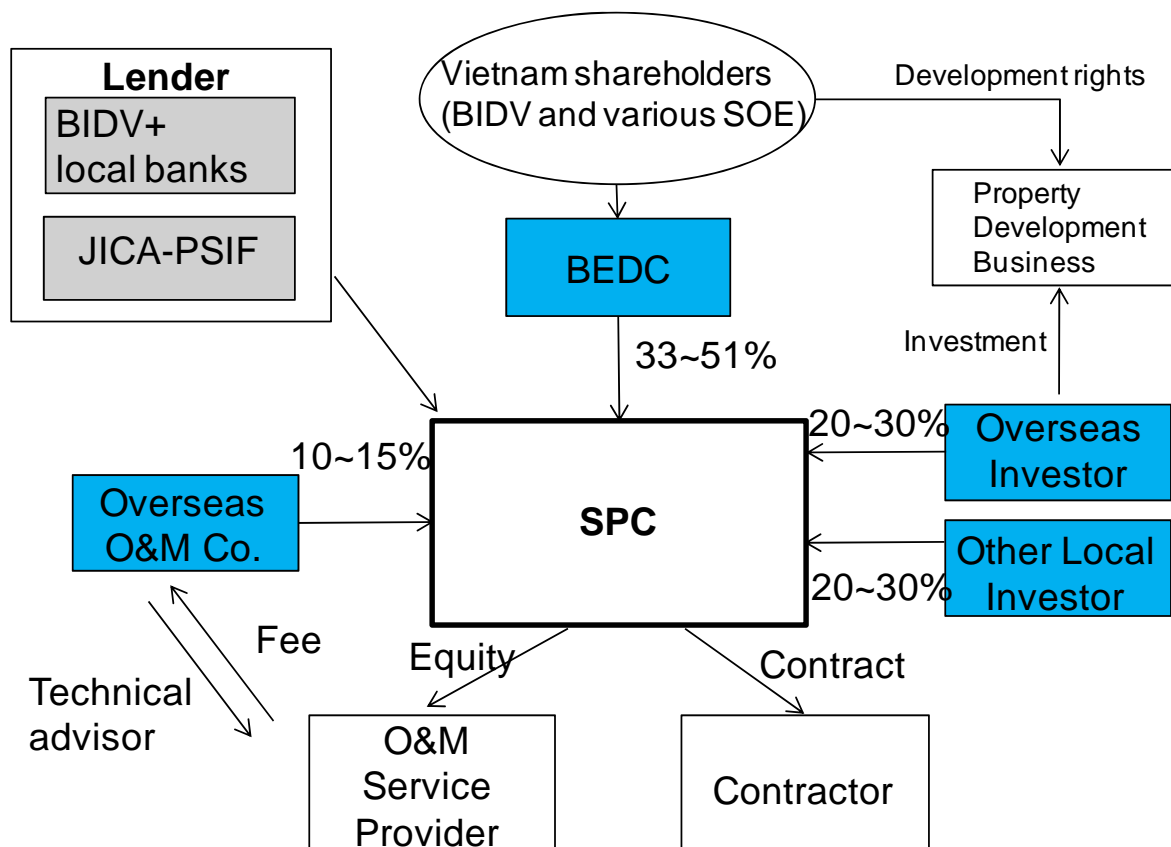 Lender
BIDV+
local banks
JICA-PSIF
Vietnam shareholders
(BIDV and various SOE)
Development rights
Property
Development
Business
BEDC
Investment
33~51%
20~30%
Overseas
Investor
10~15%
SPC
Overseas
O&M Co.
Other Local
Investor
20~30%
Fee
Technical
advisor
Equity
Contract
O&M
Service
Provider
Contractor